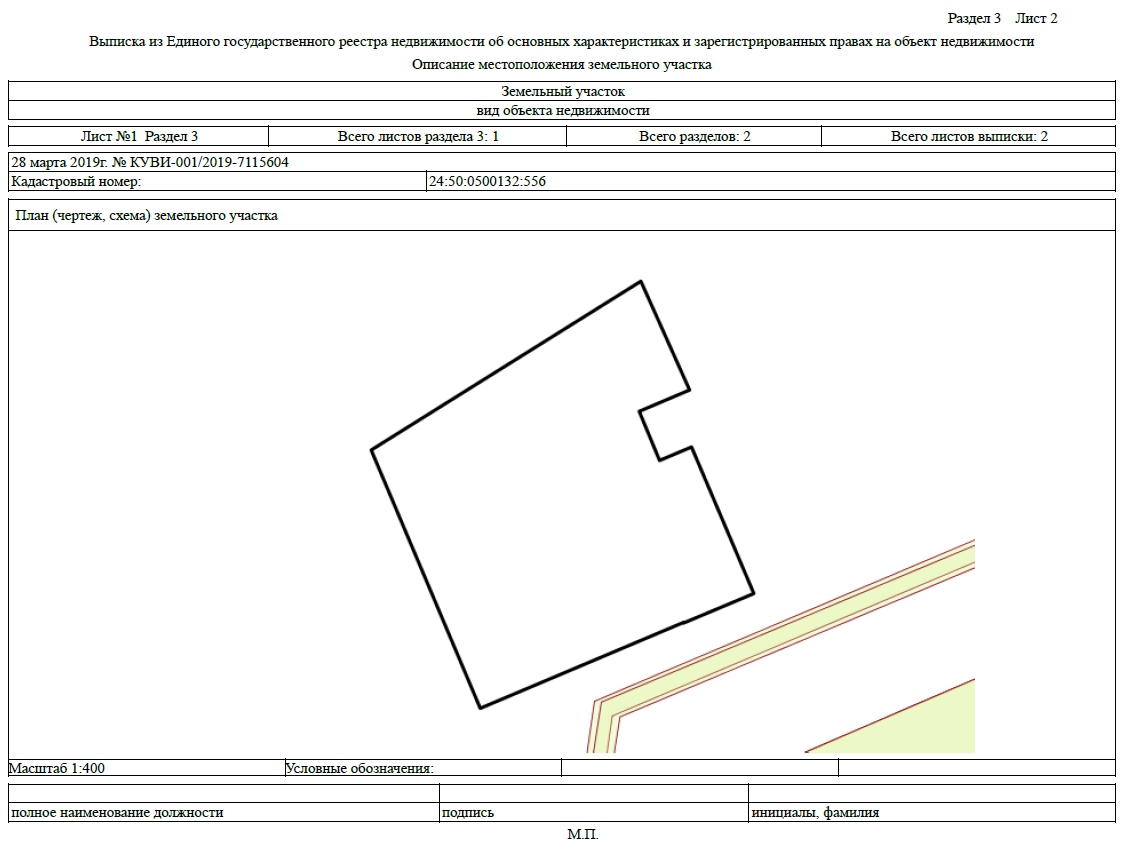 Раздел 3 Лист 2
Выписка из Единого государственного реестра недвижимости об основных характеристиках и зарегистрированных правах на объект недвижимости
Описание местоположения земельного участка
Земельный участок
вид объекта недвижимости
Лист №1 Раздел 3 Всего листов раздела 3: 1 Всего разделов: 2 Всего листов выписки: 2
28 марта 2019г. № КУВИ-001/2019-7115604
Кадастровый номер: 24:50:0500132:556
План (чертеж, схема) земельного участка
Масштаб 1:400 Условные обозначения:
полное наименование должности подпись инициалы, фамилия
М.П.